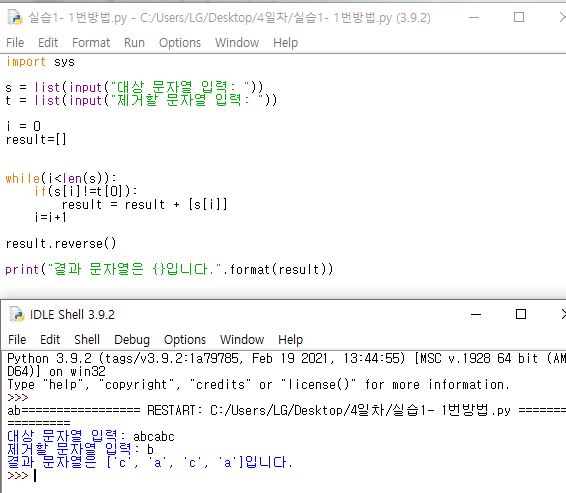 실습1- 1번방법.py - C:/Users/LG/Desktop/4일차/실습1- 1번방법.py (3.9.2)
File Edit Format Run Options Window Help
import sys
s = list(input("대상 문자열 입력: "))
t = list(input("제거할 문자열 입력: "))
i = 0
result=[]
while(i<len(s)):
if(s[i]!=t[0]):
result = result + [s[i]]
i=i+1
result.reverse()
print("결과 문자열은 {}입니다.".format(result))
IDLE Shell 3.9.2
File Edit Shell Debug Options Window Help
Python 3.9.2 (tags/v3.9.2:1a79785, Feb 19 2021, 13:44:55) [MSC v.1928 64 bit (AM
D64)] on win32
Type "help", "copyright", "credits" or "license()" for more information.
>>>
ab================= RESTART: C:/Users/LG/Desktop/4일차/실습1- 1번방법.py =======
=========
대상 문자열 입력: abcabc
제거할 문자열 입력: b
결과 문자열은 ['c', 'a', 'c', 'a']입니다.
>>>